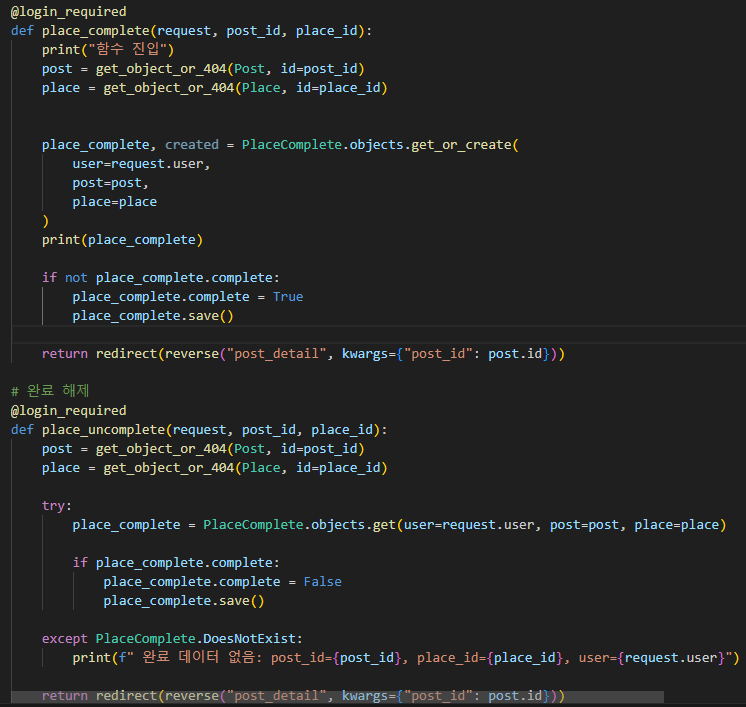 @login_required
def place_complete(request, post_id, place_id):
    print("함수 진입")
    post = get_object_or_404(Post, id=post_id)
    place = get_object_or_404(Place, id=place_id)
    place_complete, created = PlaceComplete.objects.get_or_create(
        user=request.user,
        post=post,
        place=place
    )
    print(place_complete)
    if not place_complete.complete:
        place_complete.complete = True
        place_complete.save()
    return redirect(reverse("post_detail", kwargs={"post_id": post.id}))
# 완료 해제
@login_required
def place_uncomplete(request, post_id, place_id):
    post = get_object_or_404(Post, id=post_id)
    place = get_object_or_404(Place, id=place_id)
    try:
        place_complete = PlaceComplete.objects.get(user=request.user, post=post, place=place)
        if place_complete.complete:
            place_complete.complete = False
            place_complete.save()
    except PlaceComplete.DoesNotExist:
        print(f" 완료 데이터 없음: post_id={post_id}, place_id={place_id}, user={request.user}")
    return redirect(reverse("post_detail", kwargs={"post_id": post.id}))